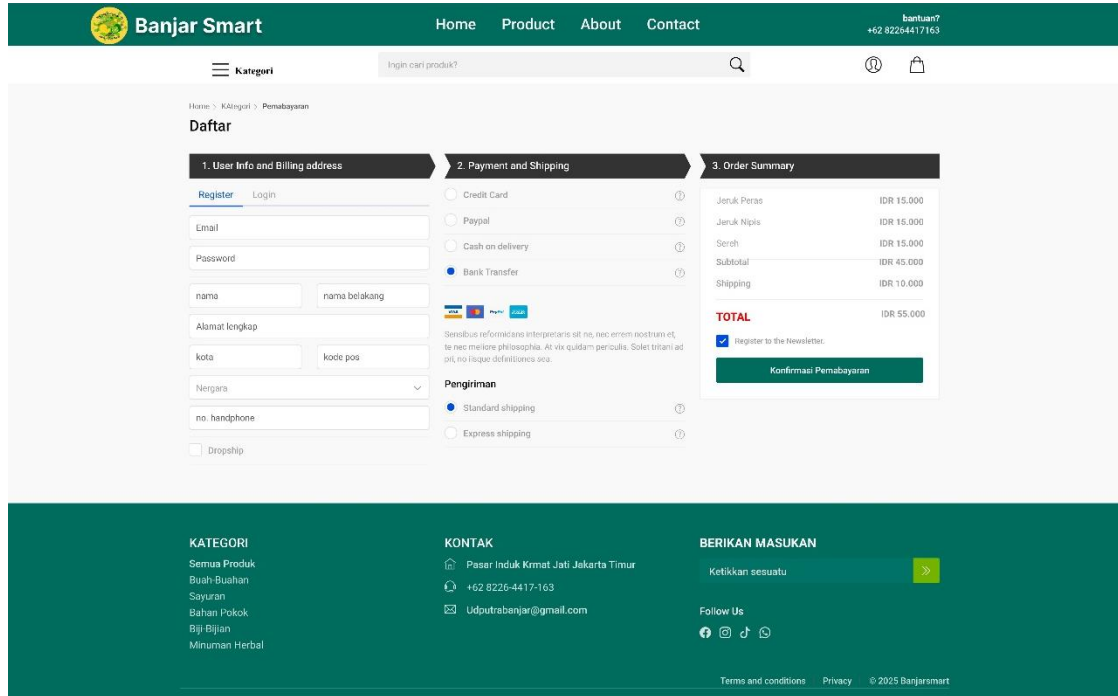 Banjar Smart
Home Product About Contact
bantuan?
+62 82264417163
Kategori
Ingin cari produk?
Home > KAtegori > Pemabayaran
Daftar
1. User Info and Billing address
Register Login
Email
Password
nama nama belakang
Alamat lengkap
kota kode pos
Nergara
no. handphone
Dropship
2. Payment and Shipping
Credit Card
Paypal
Cash on delivery
Bank Transfer
VISA PayPal
Sensibus reformidans interpretaris sit ne, nec errem nostrum et,
te nec meliore philosophia. At vix quidam periculis. Solet tritani ad
pri, no iisque definitiones sea.
Pengiriman
Standard shipping
Express shipping
3. Order Summary
Jeruk Peras IDR 15.000
Jeruk Nipis IDR 15.000
Sereh IDR 15.000
Subtotal IDR 45.000
Shipping IDR 10.000
TOTAL IDR 55.000
Register to the Newsletter.
Konfirmasi Pemabayaran
KATEGORI
Semua Produk
Buah-Buahan
Sayuran
Bahan Pokok
Biji-Bijian
Minuman Herbal
KONTAK
Pasar Induk Krmat Jati Jakarta Timur
+62 8226-4417-163
Udputrabanjar@gmail.com
BERIKAN MASUKAN
Ketikkan sesuatu
Follow Us
Terms and conditions Privacy © 2025 Banjarsmart